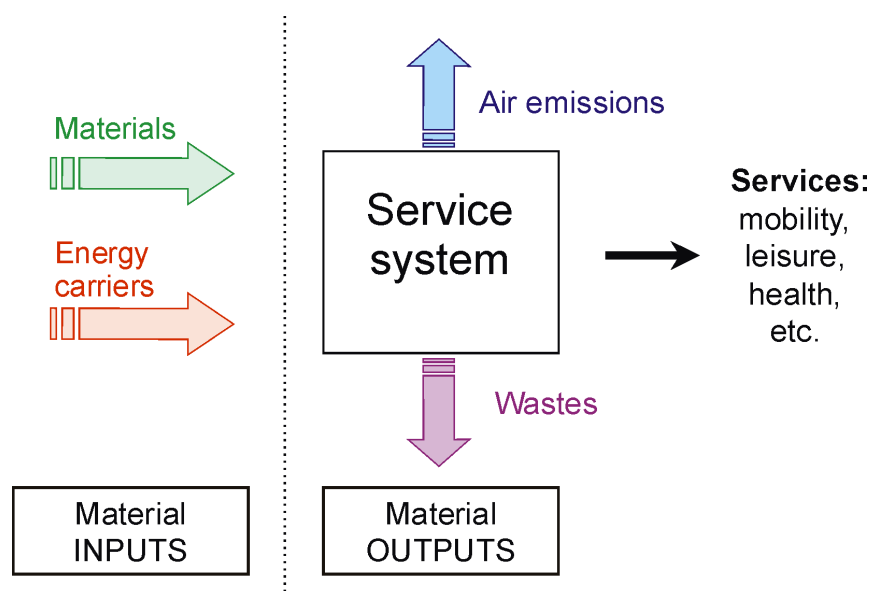 Materials
Energy
carriers
Air emissions
Service
system
Services:
mobility,
leisure,
health,
etc.
Wastes
Material
INPUTS
Material
OUTPUTS